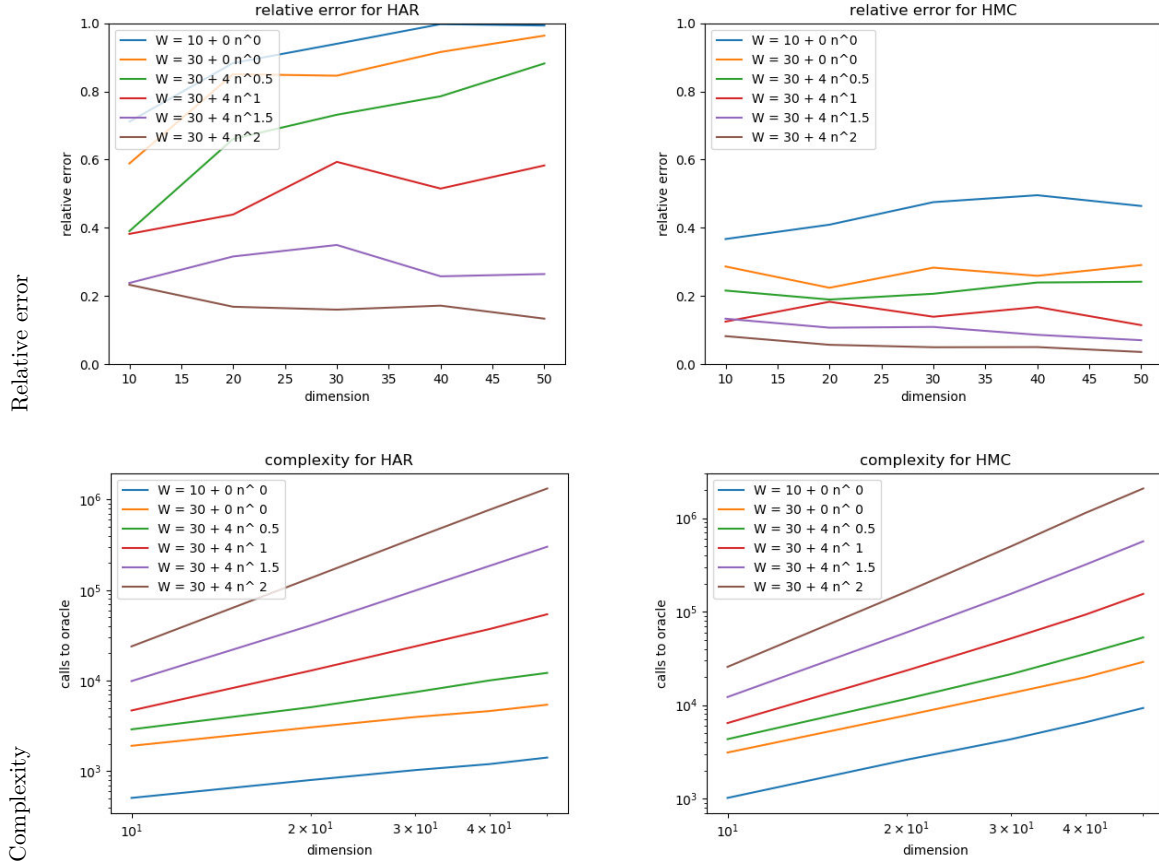 Relative error
relative error for HAR
relative error
1.0
0.8
0.6
0.4
0.2
0.0
W = 10 + 0 n^0
W = 30 + 0 n^0
W = 30 + 4 n^0.5
W = 30 + 4 n^1
W = 30 + 4 n^1.5
W = 30 + 4 n^2
10 15 20 25 30 35 40 45 50
dimension
relative error for HMC
relative error
1.0
0.8
0.6
0.4
0.2
0.0
W = 10 + 0 n^0
W = 30 + 0 n^0
W = 30 + 4 n^0.5
W = 30 + 4 n^1
W = 30 + 4 n^1.5
W = 30 + 4 n^2
10 15 20 25 30 35 40 45 50
dimension
Complexity
complexity for HAR
calls to oracle
10^6
10^5
10^4
10^3
W = 10 + 0 n^ 0
W = 30 + 0 n^ 0
W = 30 + 4 n^ 0.5
W = 30 + 4 n^ 1
W = 30 + 4 n^ 1.5
W = 30 + 4 n^ 2
10^1 2 × 10^1 3 × 10^1 4 × 10^1
dimension
complexity for HMC
calls to oracle
10^6
10^5
10^4
10^3
W = 10 + 0 n^ 0
W = 30 + 0 n^ 0
W = 30 + 4 n^ 0.5
W = 30 + 4 n^ 1
W = 30 + 4 n^ 1.5
W = 30 + 4 n^ 2
10^1 2 × 10^1 3 × 10^1 4 × 10^1
dimension